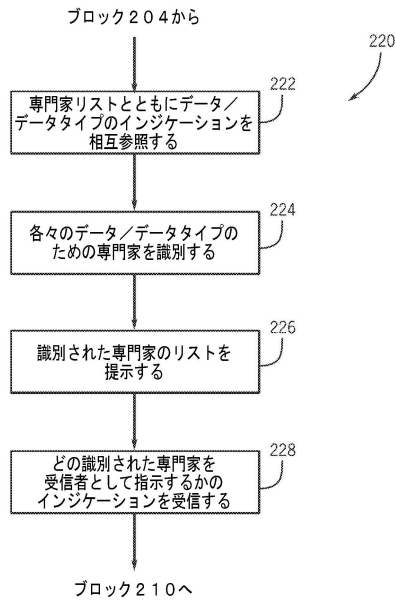 ブロック204から
220
222
専門家リストとともにデータ/
データタイプのインジケーションを
相互参照する
224
各々のデータ/データタイプの
ための専門家を識別する
226
識別された専門家のリストを
提示する
228
どの識別された専門家を
受信者として指示するかの
インジケーションを受信する
ブロック210へ